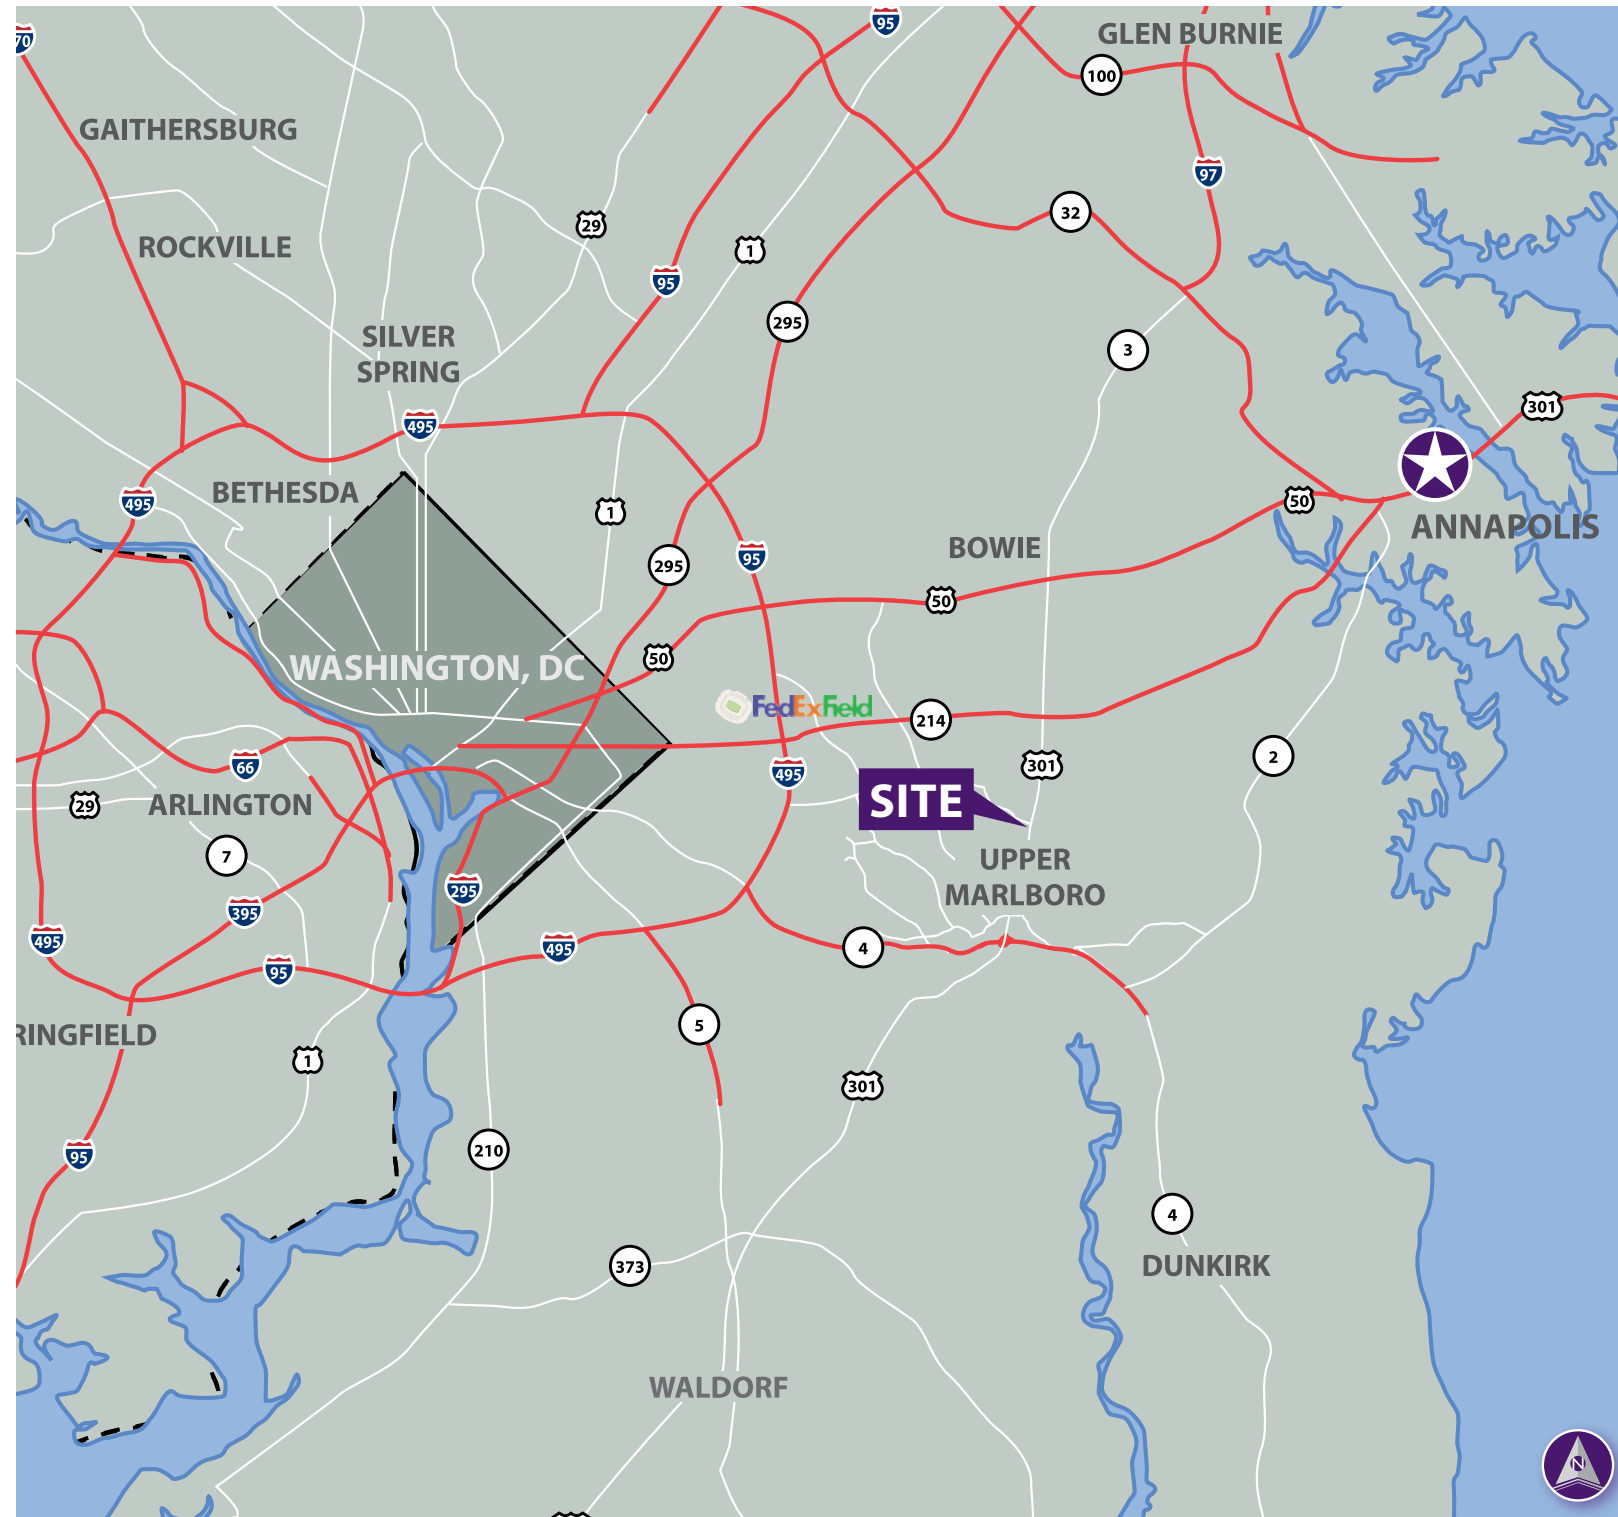 95
70
GLEN BURNIE
100
GAITHERSBURG
97
32
29
ROCKVILLE
1
95
295
SILVER
SPRING
3
301
495
BETHESDA
495
50
1
ANNAPOLIS
BOWIE
95
295
50
50
WASHINGTON, DC
FedExField
214
2
66
301
495
29
ARLINGTON
SITE
7
UPPER
MARLBORO
295
395
495
4
495
95
5
RINGFIELD
1
301
210
95
4
373
DUNKIRK
WALDORF
N